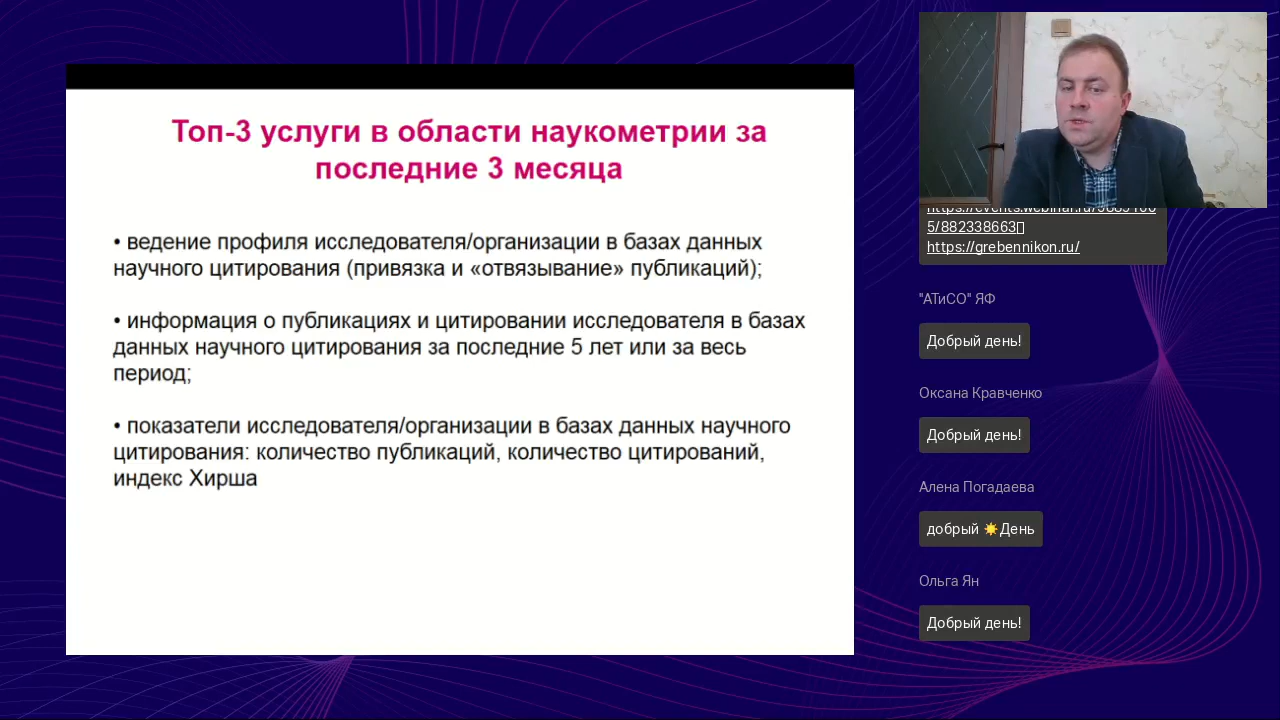 Топ-3 услуги в области наукометрии за
последние 3 месяца
• ведение профиля исследователя/организации в базах данных
научного цитирования (привязка и «отвязывание» публикаций);
• информация о публикациях и цитировании исследователя в базах
данных научного цитирования за последние 5 лет или за весь
период;
• показатели исследователя/организации в базах данных научного
цитирования: количество публикаций, количество цитирований,
индекс Хирша
5/882338663
https://grebennikon.ru/
"АТиСО" ЯФ
Добрый день!
Оксана Кравченко
Добрый день!
Алена Погадаева
добрый ☀️День
Ольга Ян
Добрый день!